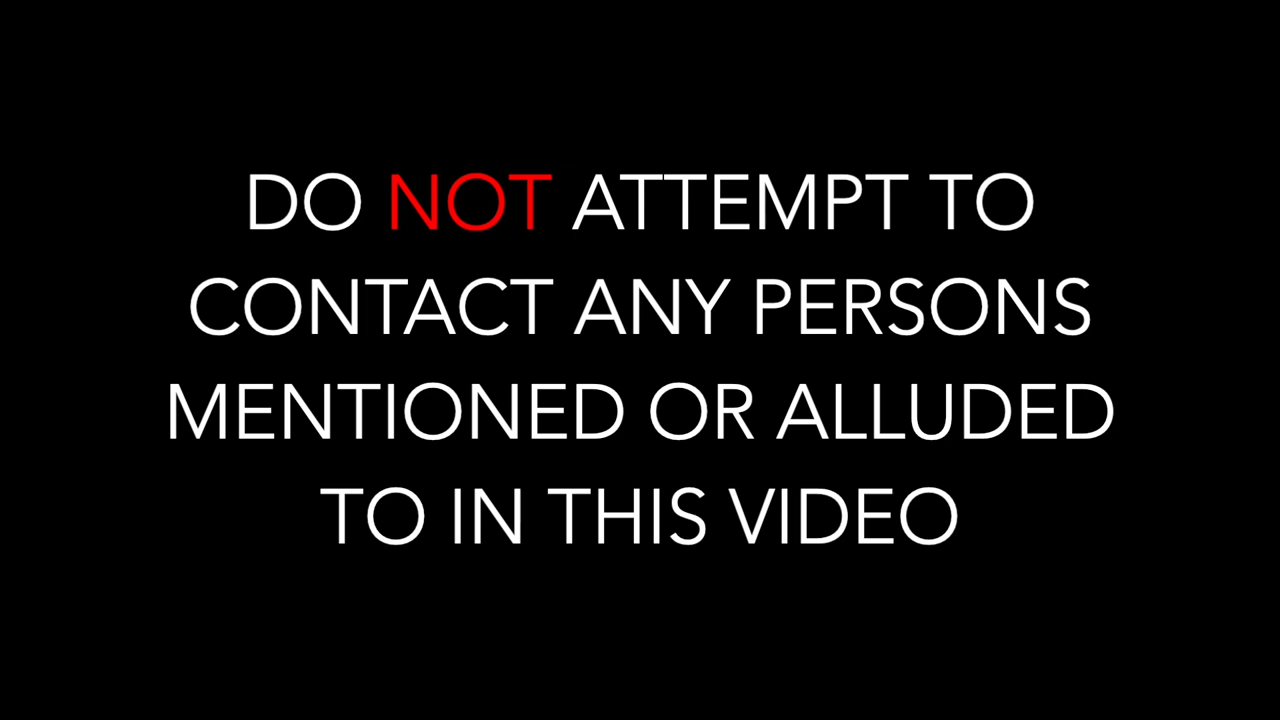 DO NOT ATTEMPT TO
CONTACT ANY PERSONS
MENTIONED OR ALLUDED
TO IN THIS VIDEO